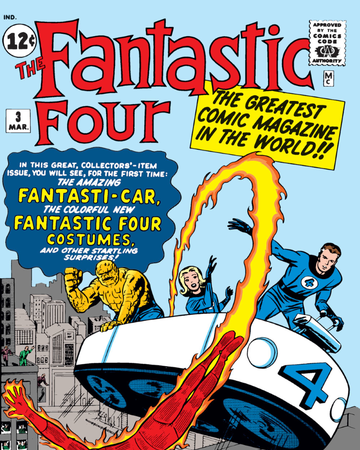 IND.
12¢
THE Fantastic
Four
APPROVED
BY THE
COMICS
CODE
AUTHORITY
M
C
3
MAR.
THE GREATEST
COMIC MAGAZINE
IN THE WORLD!!
IN THIS GREAT, COLLECTORS'-ITEM
ISSUE, YOU WILL SEE, FOR THE FIRST TIME:
THE AMAZING
FANTASTI-CAR,
THE COLORFUL NEW
FANTASTIC FOUR
COSTUMES,
AND OTHER STARTLING
SURPRISES!
4
4